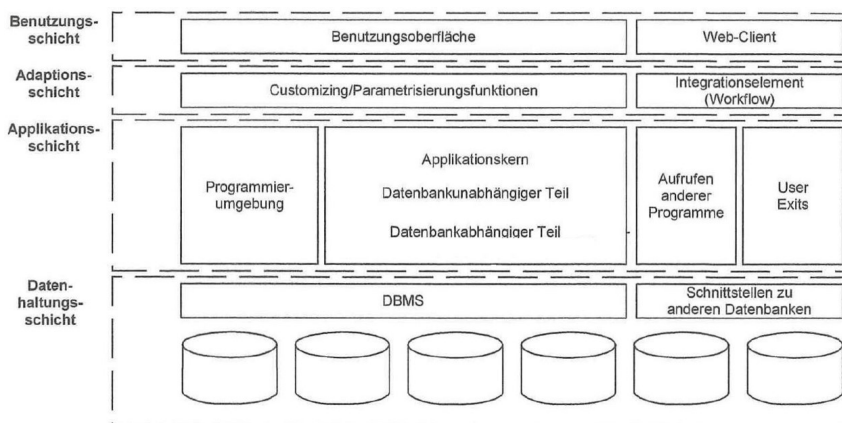 Benutzungs-
schicht
Benutzungsoberfläche
Web-Client
Adaptions-
schicht
Customizing/Parametrisierungsfunktionen
Integrationselement
(Workflow)
Applikations-
schicht
Programmier-
umgebung
Applikationskern
Datenbankunabhängiger Teil
Datenbankabhängiger Teil
Aufrufen
anderer
Programme
User
Exits
Daten-
haltungs-
schicht
DBMS
Schnittstellen zu
anderen Datenbanken